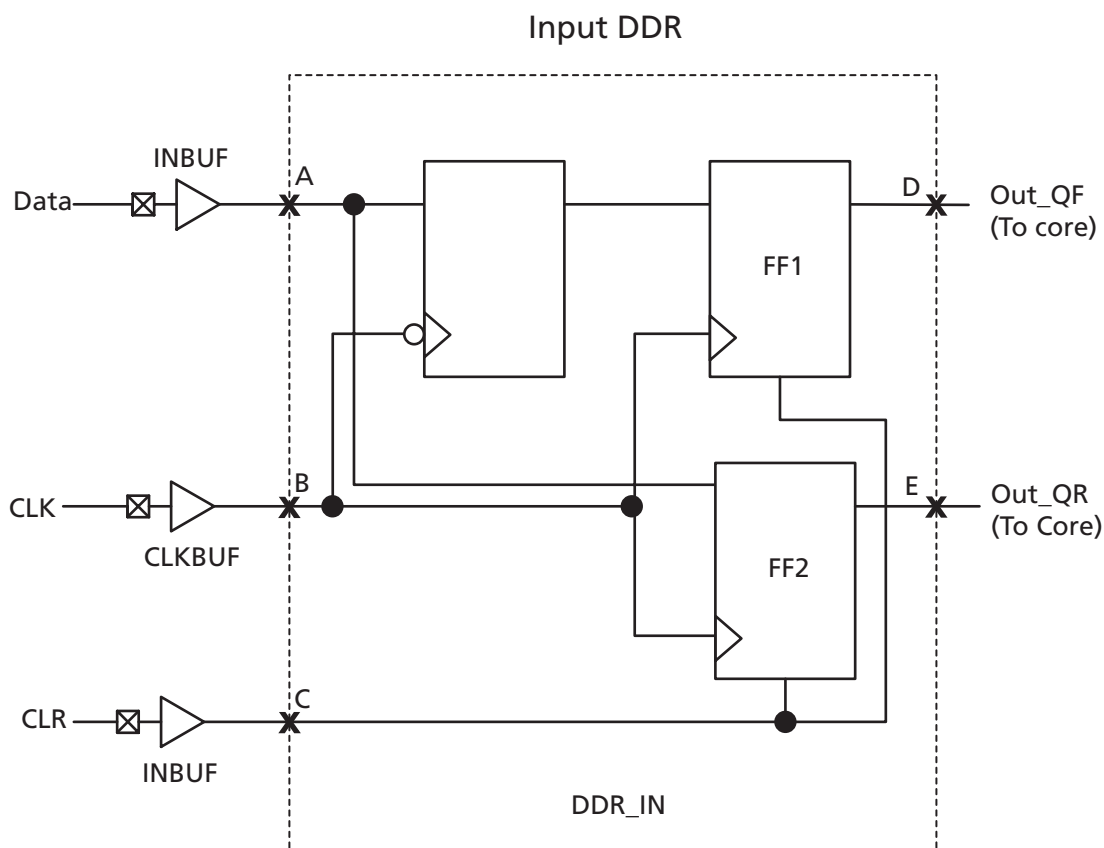 Input DDR
INBUF
Data
A
D
Out_QF
(To core)
FF1
B
E
CLK
Out_QR
(To Core)
CLKBUF
FF2
C
CLR
INBUF
DDR_IN